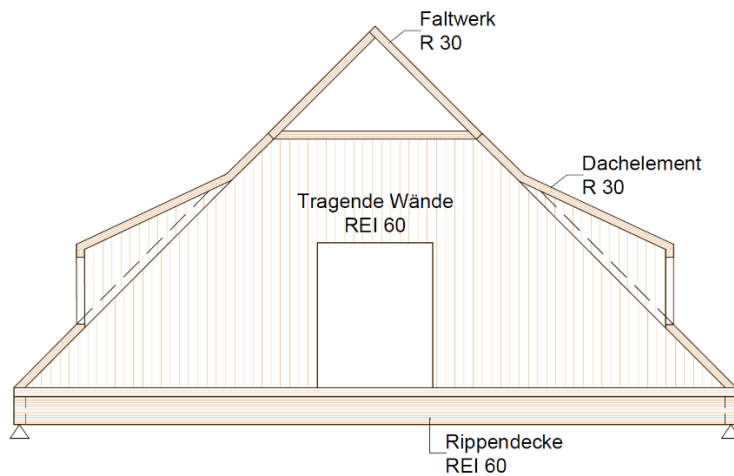 Faltwerk
R 30
Dachelement
R 30
Tragende Wände
REI 60
Rippendecke
REI 60